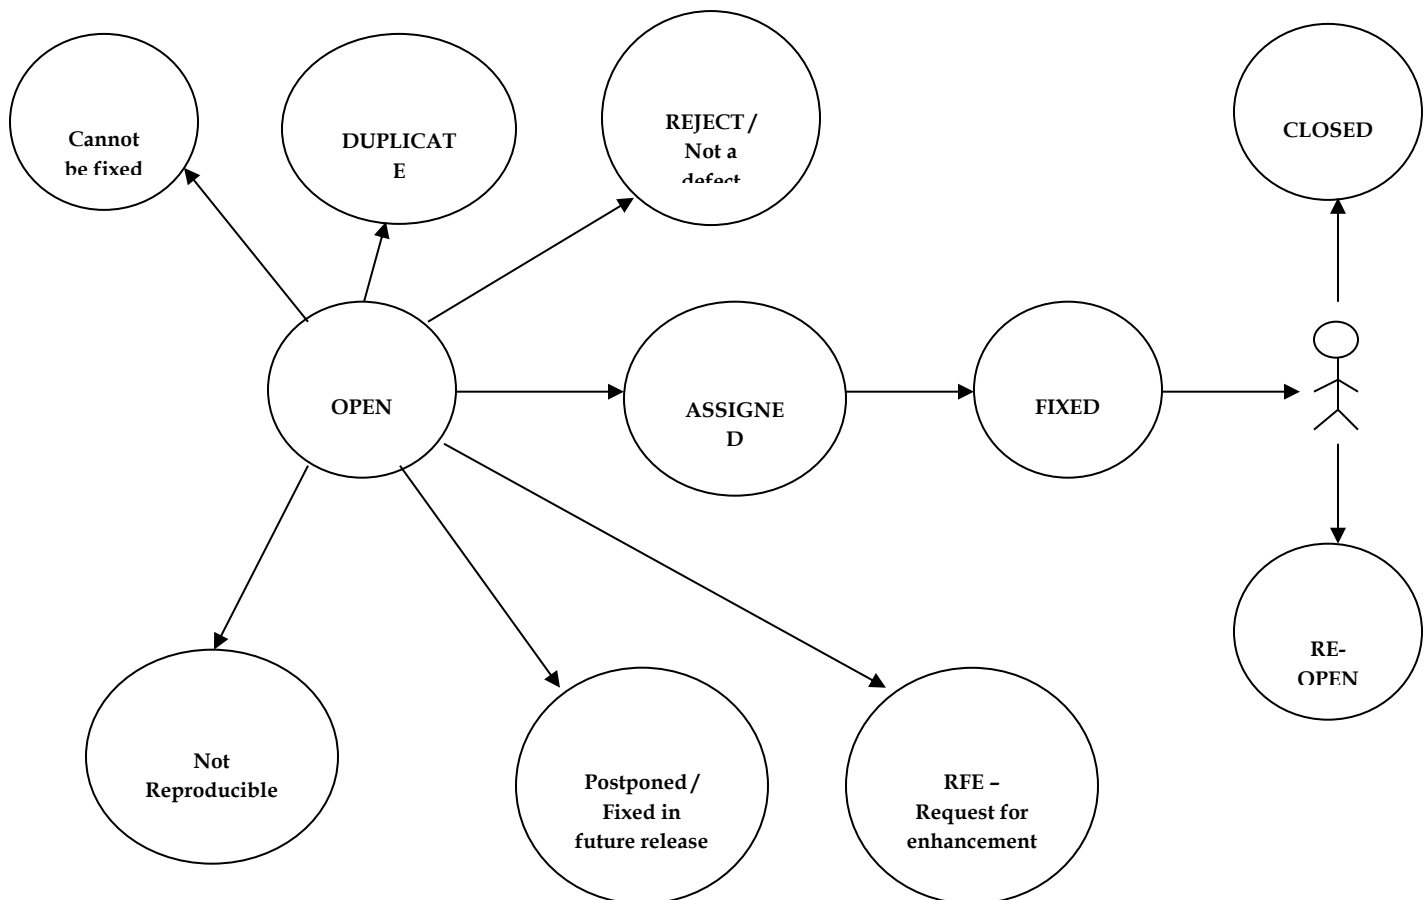 Cannot
be fixed
DUPLICAT
E
REJECT /
Not a
defect
CLOSED
OPEN
ASSIGNE
D
FIXED
RE-
OPEN
Not
Reproducible
Postponed /
Fixed in
future release
RFE –
Request for
enhancement